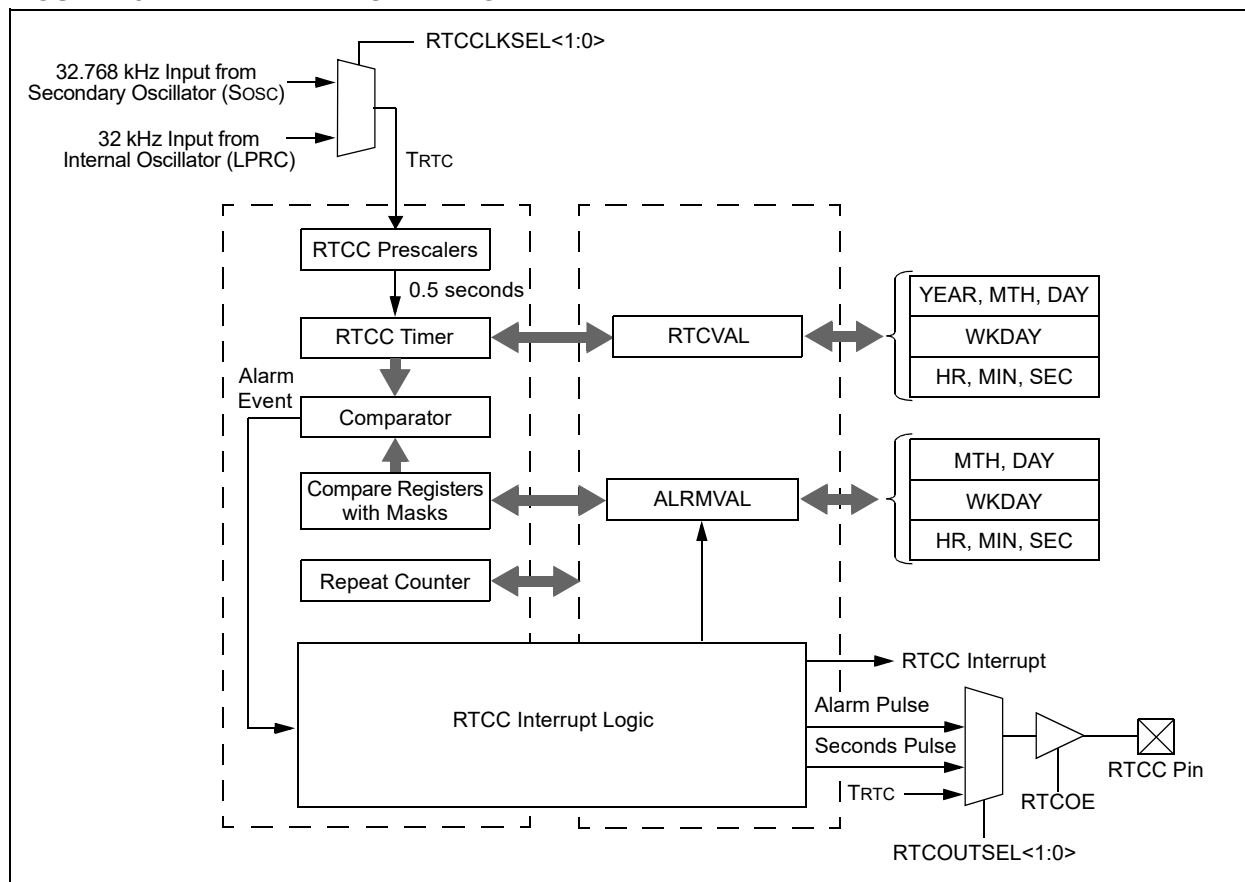 RTCCLKSEL<1:0>
32.768 kHz Input from
Secondary Oscillator (SOSC)
32 kHz Input from
Internal Oscillator (LPRC)
TRTC
RTCC Prescalers
0.5 seconds
RTCC Timer
RTCVAL
YEAR, MTH, DAY
WKDAY
HR, MIN, SEC
Alarm
Event
Comparator
Compare Registers
with Masks
ALRMVAL
MTH, DAY
WKDAY
HR, MIN, SEC
Repeat Counter
RTCC Interrupt Logic
RTCC Interrupt
Alarm Pulse
Seconds Pulse
TRTC
RTCC Pin
RTCOE
RTCOUTSEL<1:0>